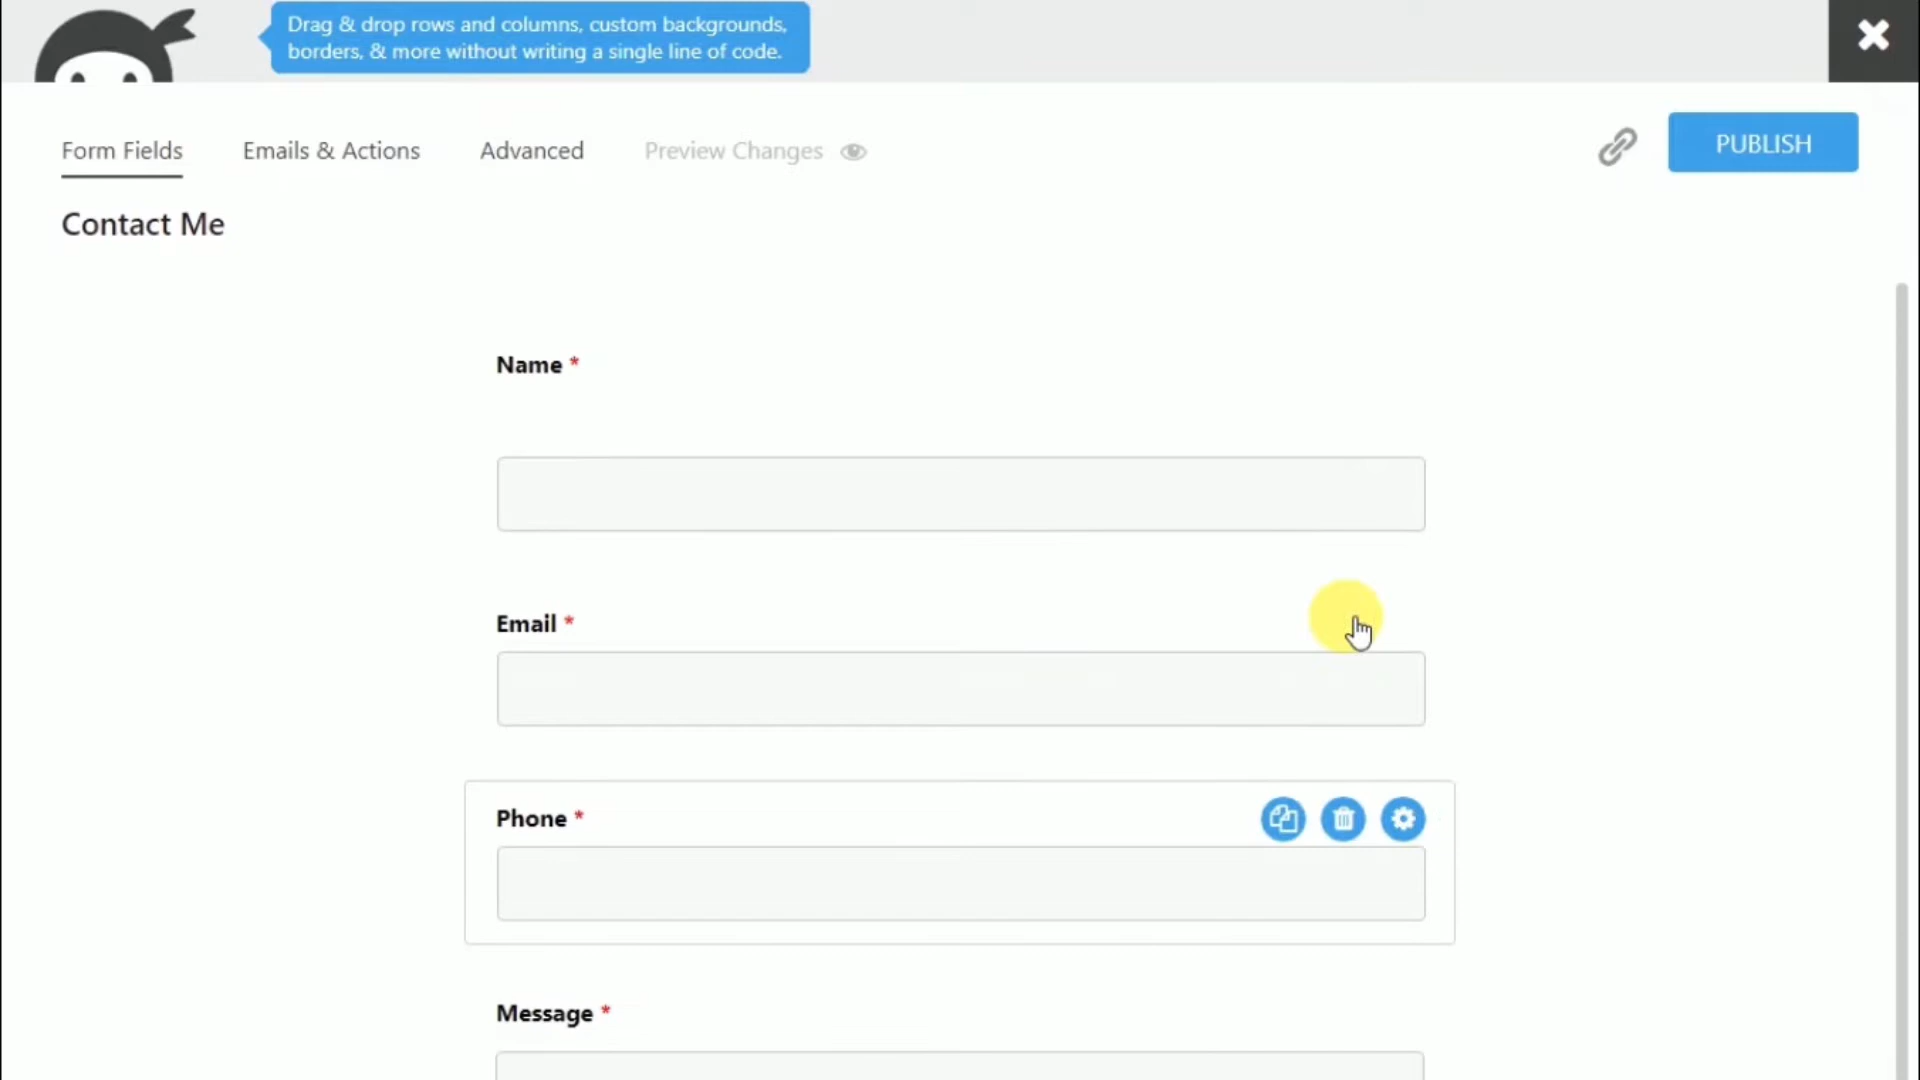 Drag & drop rows and columns, custom backgrounds,
borders, & more without writing a single line of code.
Form Fields
Emails & Actions
Advanced
Preview Changes
PUBLISH
Contact Me
Name *
Email *
Phone *
Message *